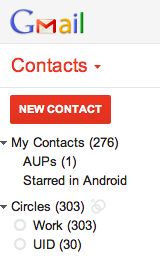 Gmail
Contacts
NEW CONTACT
My Contacts (276)
AUPs (1)
Starred in Android
Circles (303)
Work (303)
UID (30)